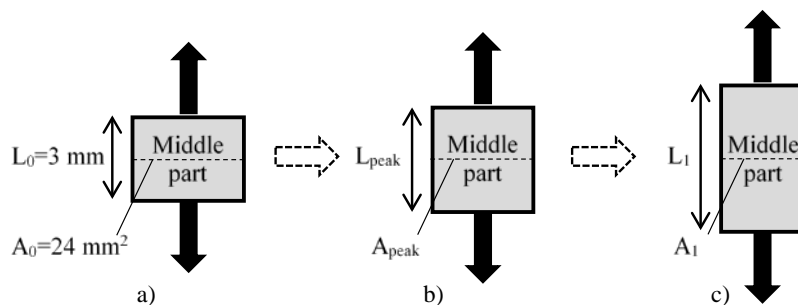 L₀=3 mm
Middle
part
A₀=24 mm²
a)
Lpeak
Middle
part
Apeak
b)
L₁
Middle
part
A₁
c)